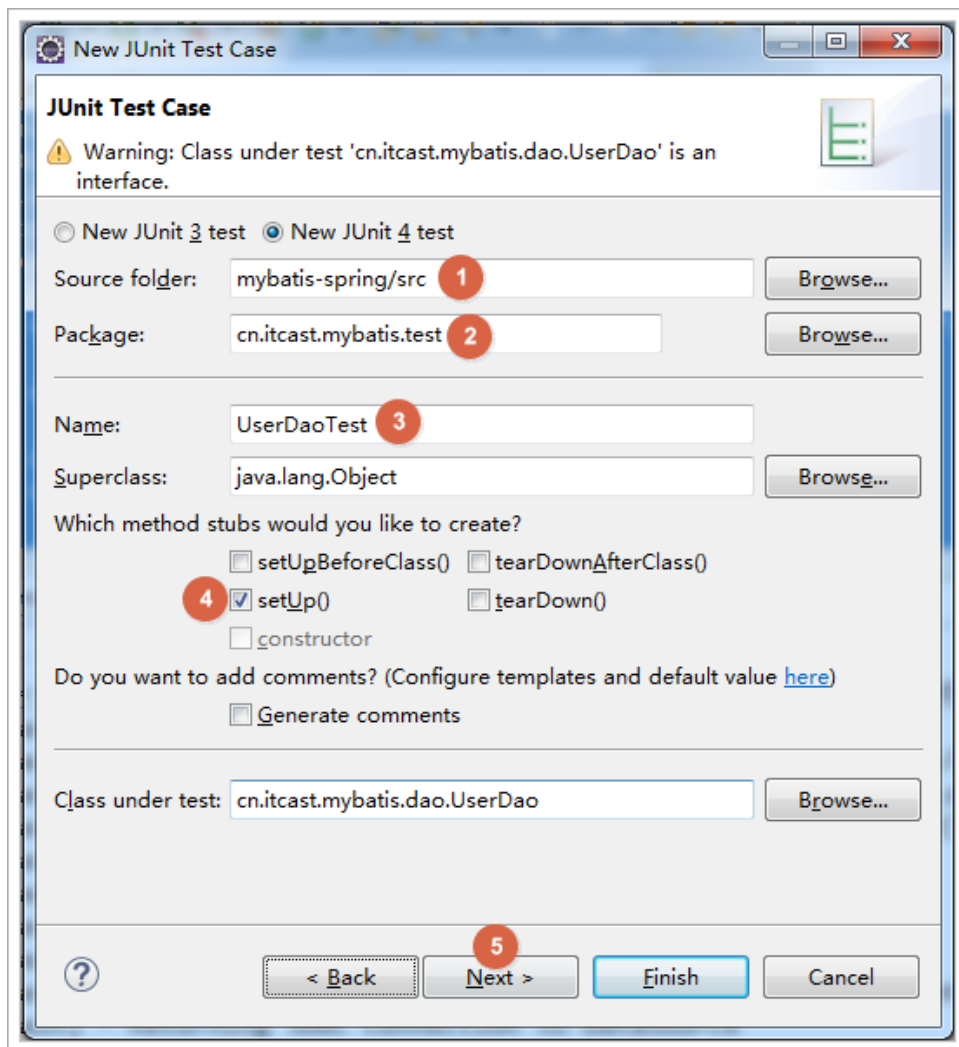 New JUnit Test Case
JUnit Test Case
Warning: Class under test 'cn.itcast.mybatis.dao.UserDao' is an
interface.
New JUnit 3 test New JUnit 4 test
Source folder: mybatis-spring/src 1 Browse...
Package: cn.itcast.mybatis.test 2 Browse...
Name: UserDaoTest 3
Superclass: java.lang.Object Browse...
Which method stubs would you like to create?
setUpBeforeClass() tearDownAfterClass()
4 setUp() tearDown()
constructor
Do you want to add comments? (Configure templates and default value here)
Generate comments
Class under test: cn.itcast.mybatis.dao.UserDao Browse...
5
? < Back Next > Finish Cancel